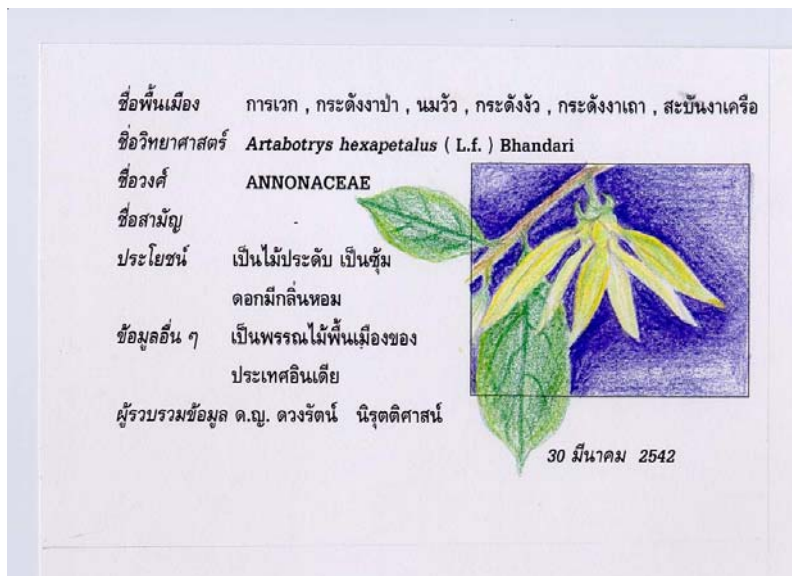 ชื่อพื้นเมือง การเวก , กระดังงาป่า , นมวัว , กระดังงัว , กระดังงาเถา , สะบันงาเครือ
ชื่อวิทยาศาสตร์ Artabotrys hexapetalus ( L.f. ) Bhandari
ชื่อวงศ์ ANNONACEAE
ชื่อสามัญ -
ประโยชน์ เป็นไม้ประดับ เป็นซุ้ม
ดอกมีกลิ่นหอม
ข้อมูลอื่น ๆ เป็นพรรณไม้พื้นเมืองของ
ประเทศอินเดีย
ผู้รวบรวมข้อมูล ด.ญ. ดวงรัตน์ นิรุตติศาสน์
30 มีนาคม 2542